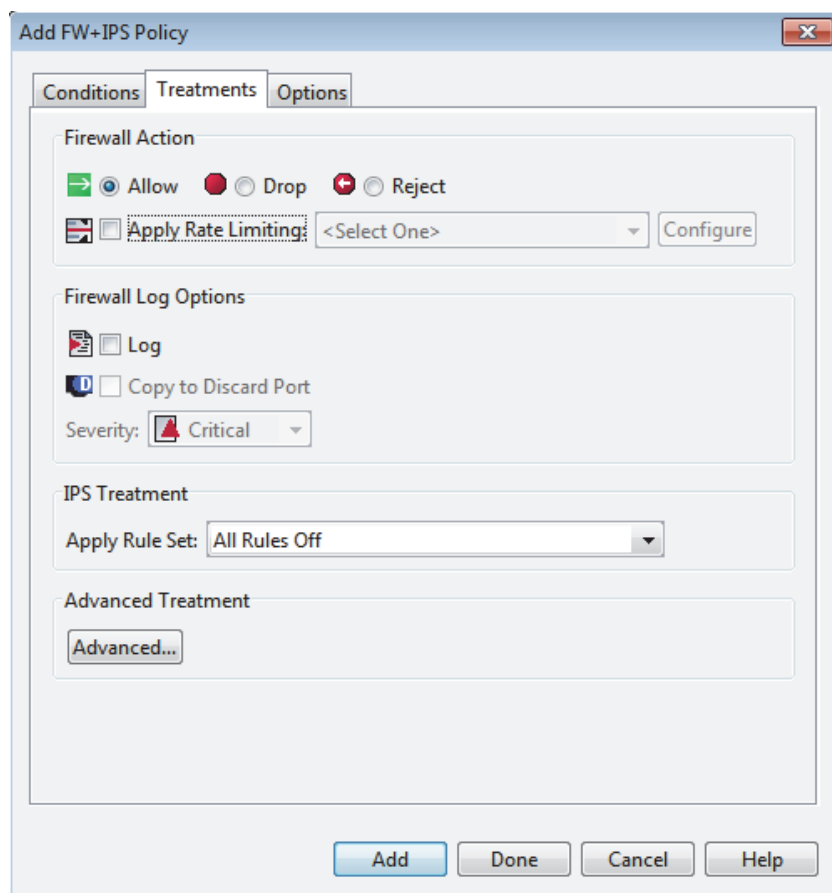 Add FW+IPS Policy
Conditions Treatments Options
Firewall Action
Allow Drop Reject
Apply Rate Limiting: <Select One> Configure
Firewall Log Options
Log
D Copy to Discard Port
Severity: Critical
IPS Treatment
Apply Rule Set: All Rules Off
Advanced Treatment
Advanced...
Add Done Cancel Help